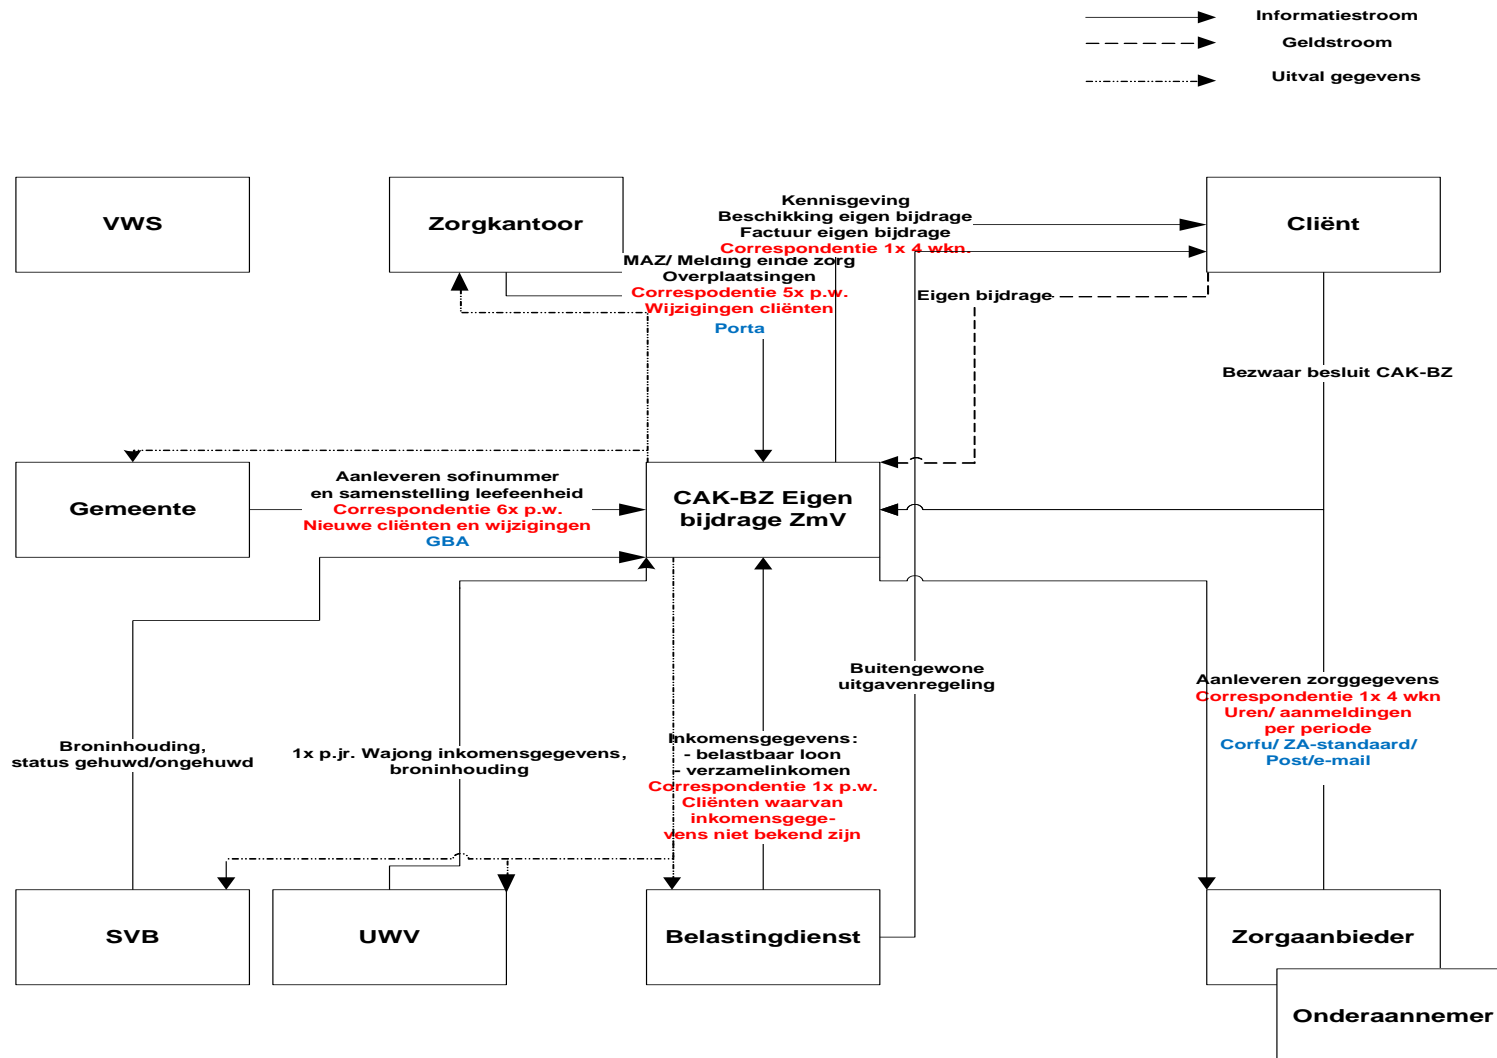 Informatiestroom
Geldstroom
Uitval gegevens
VWS
Zorgkantoor
Kennisgeving
Beschikking eigen bijdrage
Factuur eigen bijdrage
Correspondentie 1x 4 wkn.
Cliënt
MAZ/ Melding einde zorg
Overplaatsingen
Correspodentie 5x p.w.
Wijzigingen cliënten
Porta
Eigen bijdrage
Bezwaar besluit CAK-BZ
Gemeente
Aanleveren sofinummer
en samenstelling leefeenheid
Correspondentie 6x p.w.
Nieuwe cliënten en wijzigingen
GBA
CAK-BZ Eigen
bijdrage ZmV
Buitengewone
uitgavenregeling
Aanleveren zorggegevens
Correspondentie 1x 4 wkn
Uren/ aanmeldingen
per periode
Corfu/ ZA-standaard/
Post/e-mail
Broninhouding,
status gehuwd/ongehuwd
1x p.jr. Wajong inkomensgegevens,
broninhouding
Inkomensgegevens:
- belastbaar loon
- verzamelinkomen
Correspondentie 1x p.w.
Cliënten waarvan
inkomensgege-
vens niet bekend zijn
SVB
UWV
Belastingdienst
Zorgaanbieder
Onderaannemer